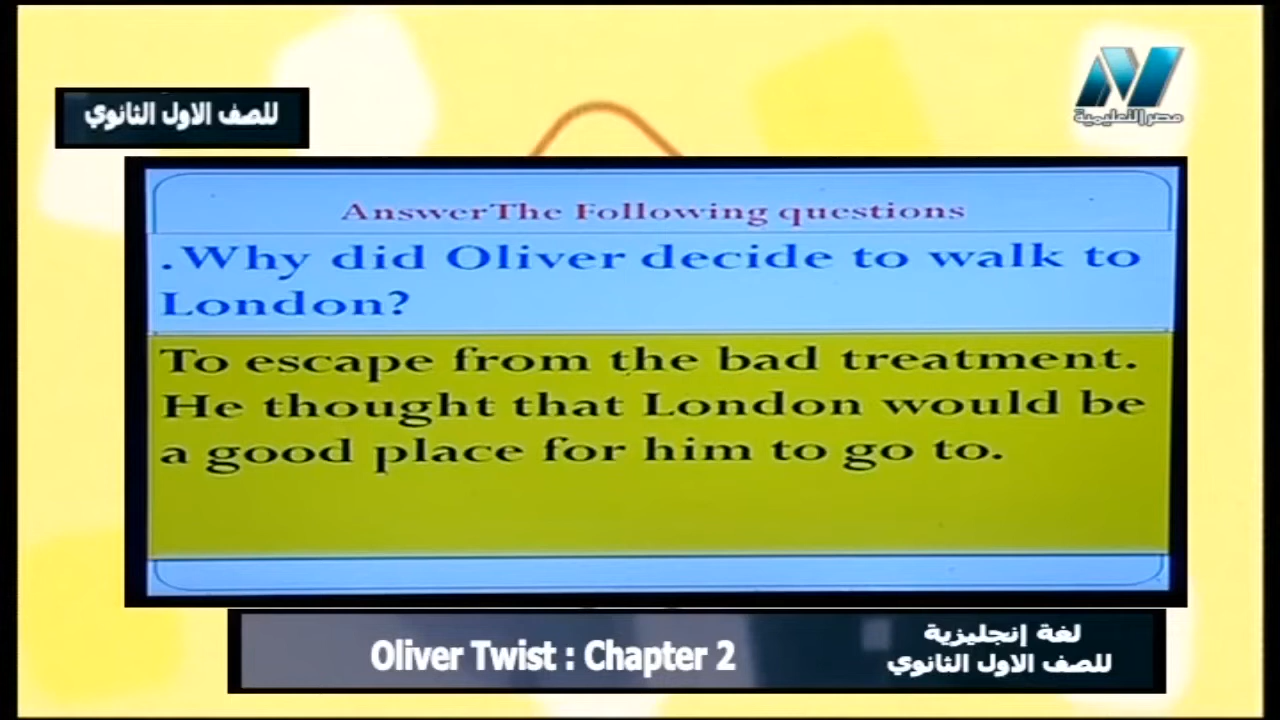 للصف الاول الثانوي
مصر التعليمية
AnswerThe Following questions
.Why did Oliver decide to walk to
London?
To escape from the bad treatment.
He thought that London would be
a good place for him to go to.
Oliver Twist : Chapter 2
لغة إنجليزية
للصف الاول الثانوي